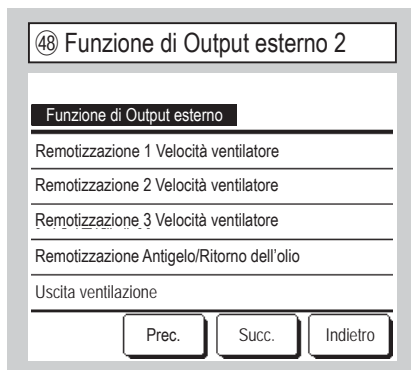 ㊽ Funzione di Output esterno 2
Funzione di Output esterno
Remotizzazione 1 Velocità ventilatore
Remotizzazione 2 Velocità ventilatore
Remotizzazione 3 Velocità ventilatore
Remotizzazione Antigelo/Ritorno dell'olio
Uscita ventilazione
Prec. Succ. Indietro